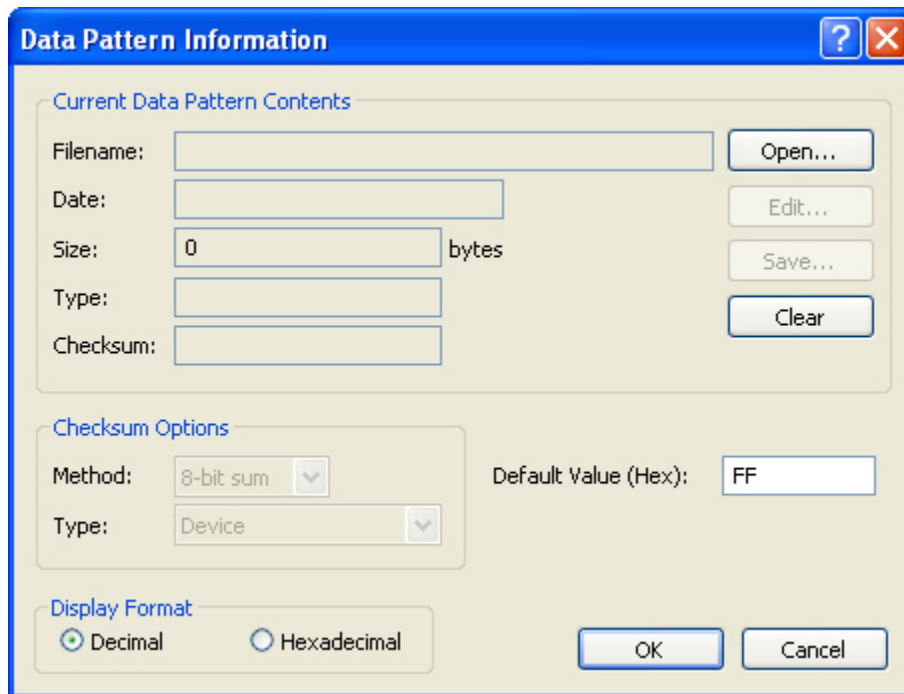 Data Pattern Information
Current Data Pattern Contents
Filename: Open...
Date: Edit...
Size: 0 bytes Save...
Type: Clear
Checksum:
Checksum Options
Method: 8-bit sum Default Value (Hex): FF
Type: Device
Display Format
Decimal Hexadecimal OK Cancel